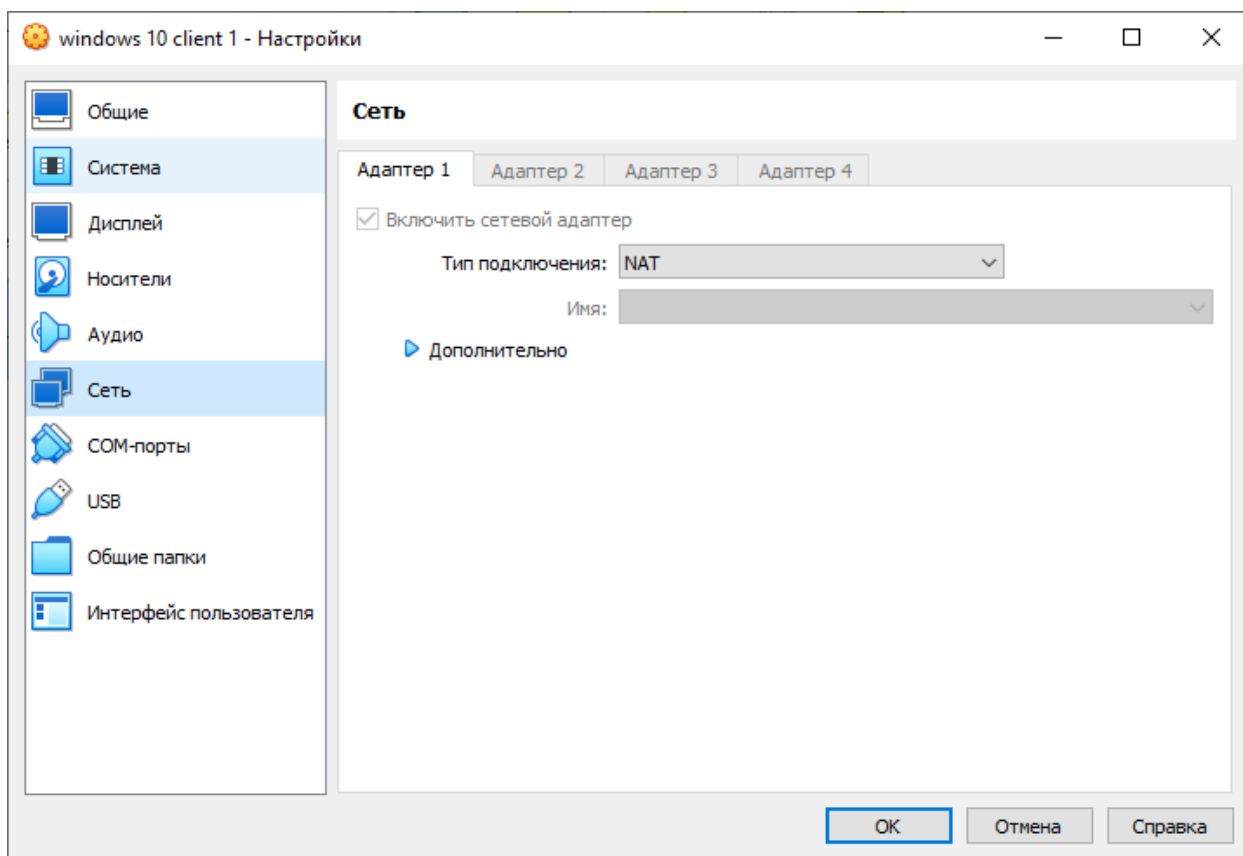 windows 10 client 1 - Настройки
Общие
Система
Дисплей
Носители
Аудио
Сеть
COM-порты
USB
Общие папки
Интерфейс пользователя
Сеть
Адаптер 1 Адаптер 2 Адаптер 3 Адаптер 4
Включить сетевой адаптер
Тип подключения: NAT
Имя:
Дополнительно
OK Отмена Справка